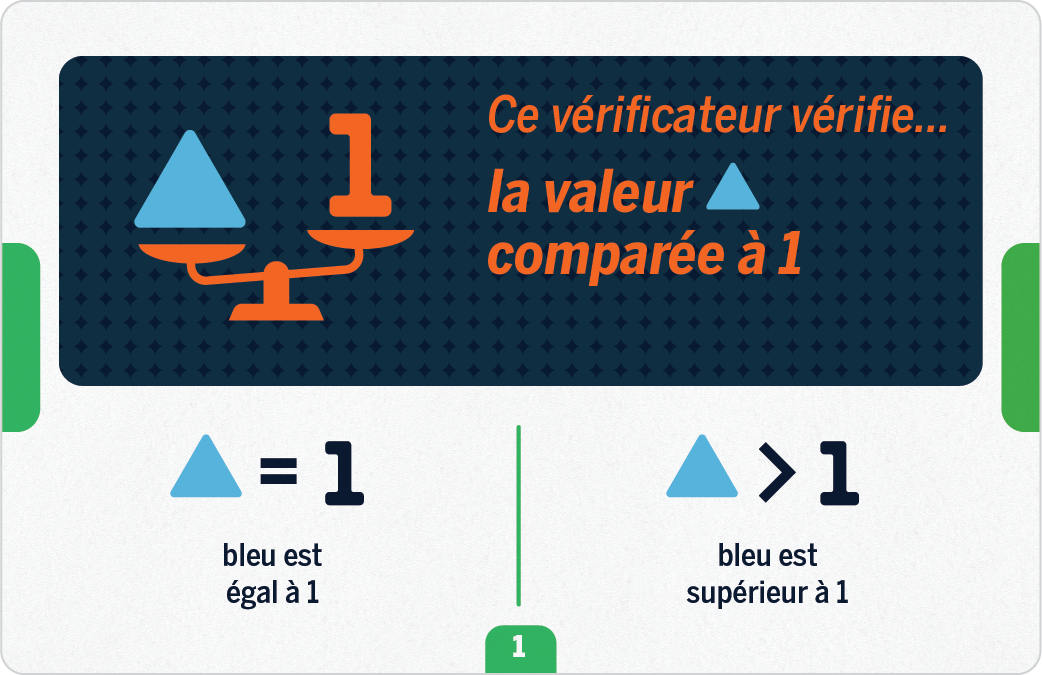 1
Ce vérificateur vérifie...
la valeur
comparée à 1
= 1
bleu est
égal à 1
> 1
bleu est
supérieur à 1
1